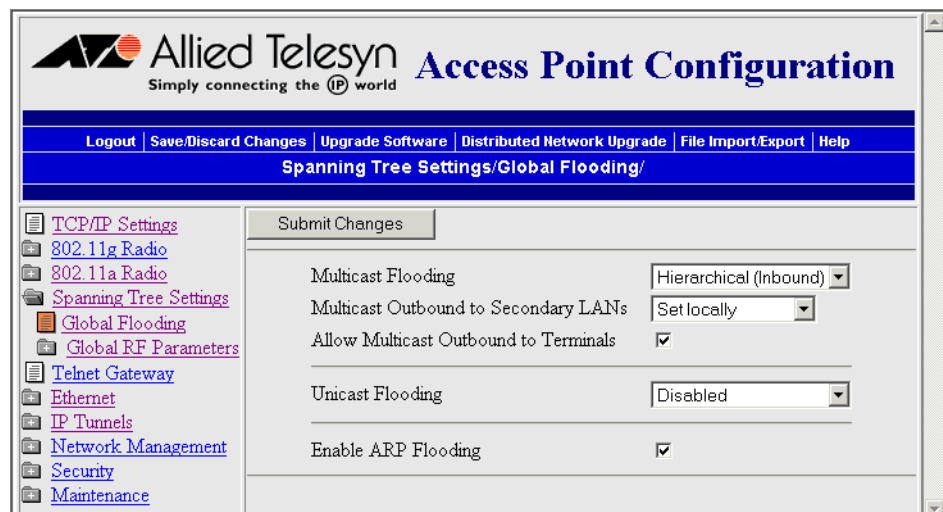 Allied Telesyn
Simply connecting the IP world
Access Point Configuration
Logout | Save/Discard Changes | Upgrade Software | Distributed Network Upgrade | File Import/Export | Help
Spanning Tree Settings/Global Flooding/
TCP/IP Settings
802.11g Radio
802.11a Radio
Spanning Tree Settings
Global Flooding
Global RF Parameters
Telnet Gateway
Ethernet
IP Tunnels
Network Management
Security
Maintenance
Submit Changes
Multicast Flooding Hierarchical (Inbound)
Multicast Outbound to Secondary LANs Set locally
Allow Multicast Outbound to Terminals
Unicast Flooding Disabled
Enable ARP Flooding